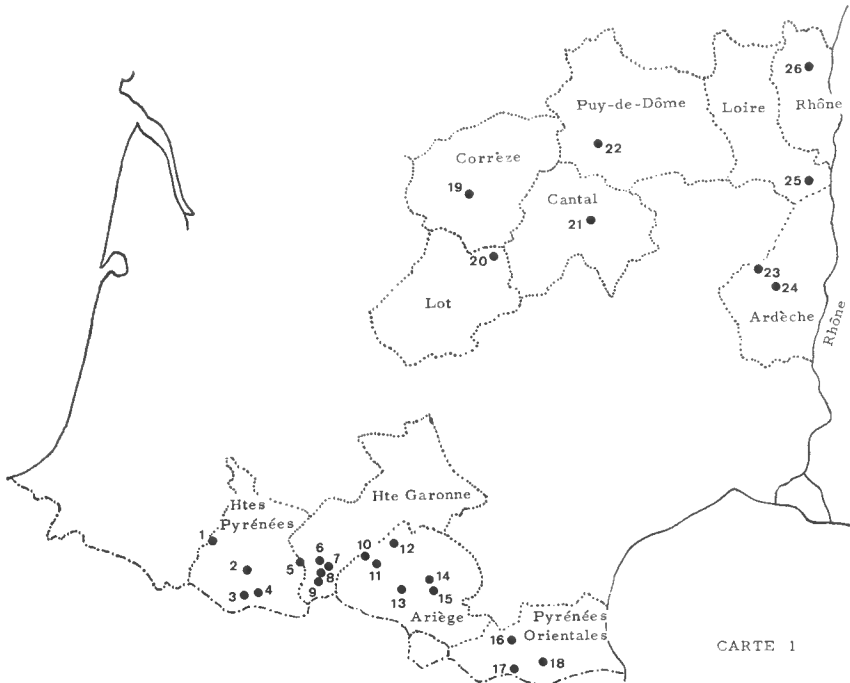 26
Puy-de-Dôme
Loire
Rhône
22
Corrèze
25
19
Cantal
21
20
23
24
Lot
Ardèche
Rhône
Htes
Pyrénées
Hte Garonne
1
12
10
6
7
5
11
2
8
14
9
3
4
13
15
Ariège
Pyrénées
Orientales
16
CARTE 1
17
18